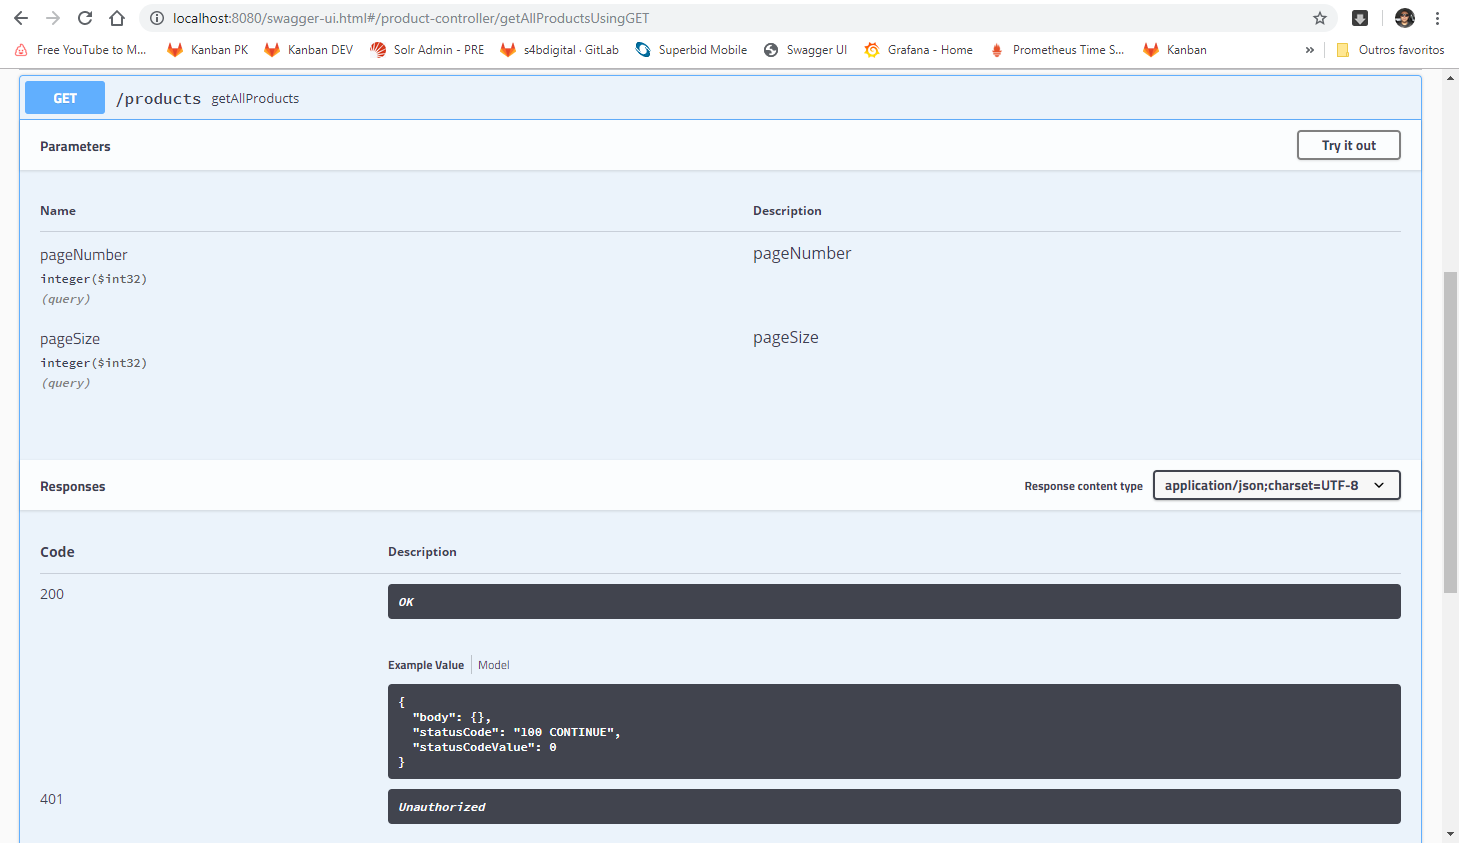 localhost:8080/swagger-ui.html#/product-controller/getAllProductsUsingGET
Free YouTube to M... Kanban PK Kanban DEV Solr Admin - PRE s4bdigital · GitLab Superbid Mobile Swagger UI Grafana - Home Prometheus Time S... Kanban » Outros favoritos
GET /products getAllProducts
Parameters Try it out
Name Description
pageNumber pageNumber
integer($int32)
(query)
pageSize pageSize
integer($int32)
(query)
Responses Response content type application/json;charset=UTF-8
Code Description
200 OK
Example Value Model
{
"body": {},
"statusCode": "100 CONTINUE",
"statusCodeValue": 0
}
401 Unauthorized